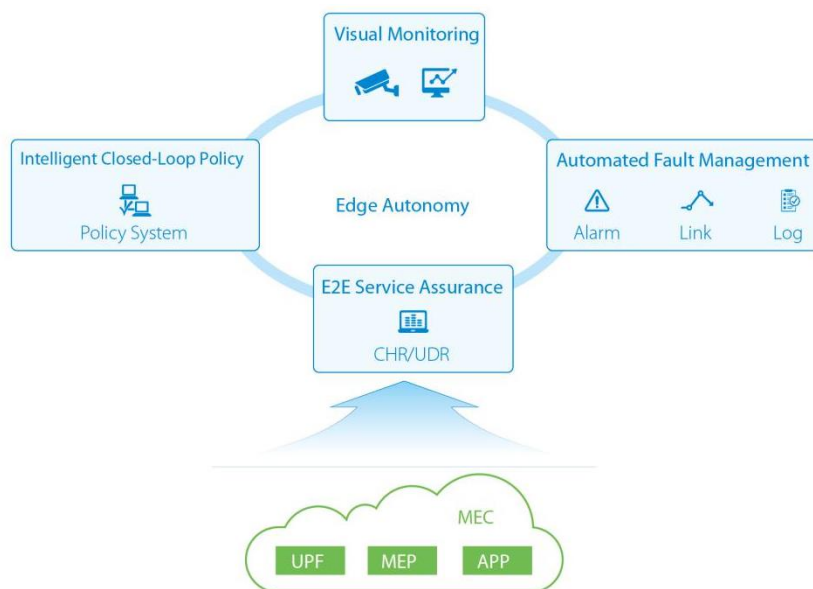 Visual Monitoring
Intelligent Closed-Loop Policy
Policy System
Automated Fault Management
Alarm
Link
Log
Edge Autonomy
E2E Service Assurance
CHR/UDR
MEC
UPF
MEP
APP